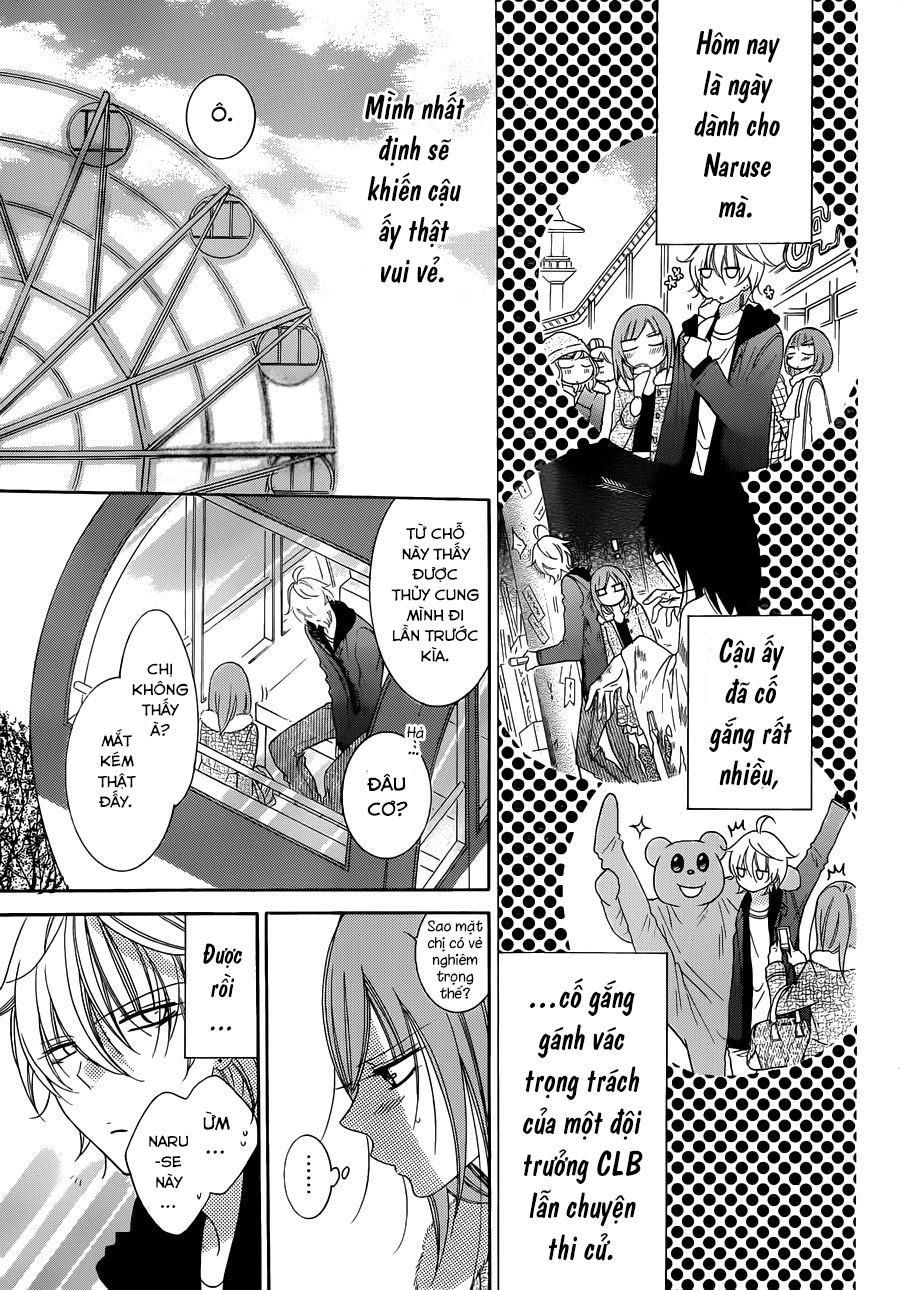 Hôm nay
là ngày
dành cho
Naruse
mà.
Cậu ấy
đã cố
gắng rất
nhiều,
...cố gắng
gánh vác
trọng trách
của một đội
trưởng CLB
lẫn chuyện
thi cử.
Mình nhất
định sẽ
khiến cậu
ấy thật
vui vẻ.
Ô.
TỪ CHỖ
NÀY THẤY
ĐƯỢC
THỦY CUNG
MÌNH ĐI
LẦN TRƯỚC
KÌA.
Hả
...
ĐÂU
CƠ?
CHỊ
KHÔNG
THẤY
À?
MẮT
KÉM
THẬT
ĐẤY.
Sao mặt
chị có vẻ
nghiêm
trọng
thế?
......
Được
rồi
...
ỪM
...
NARU
-SE
NÀY
...